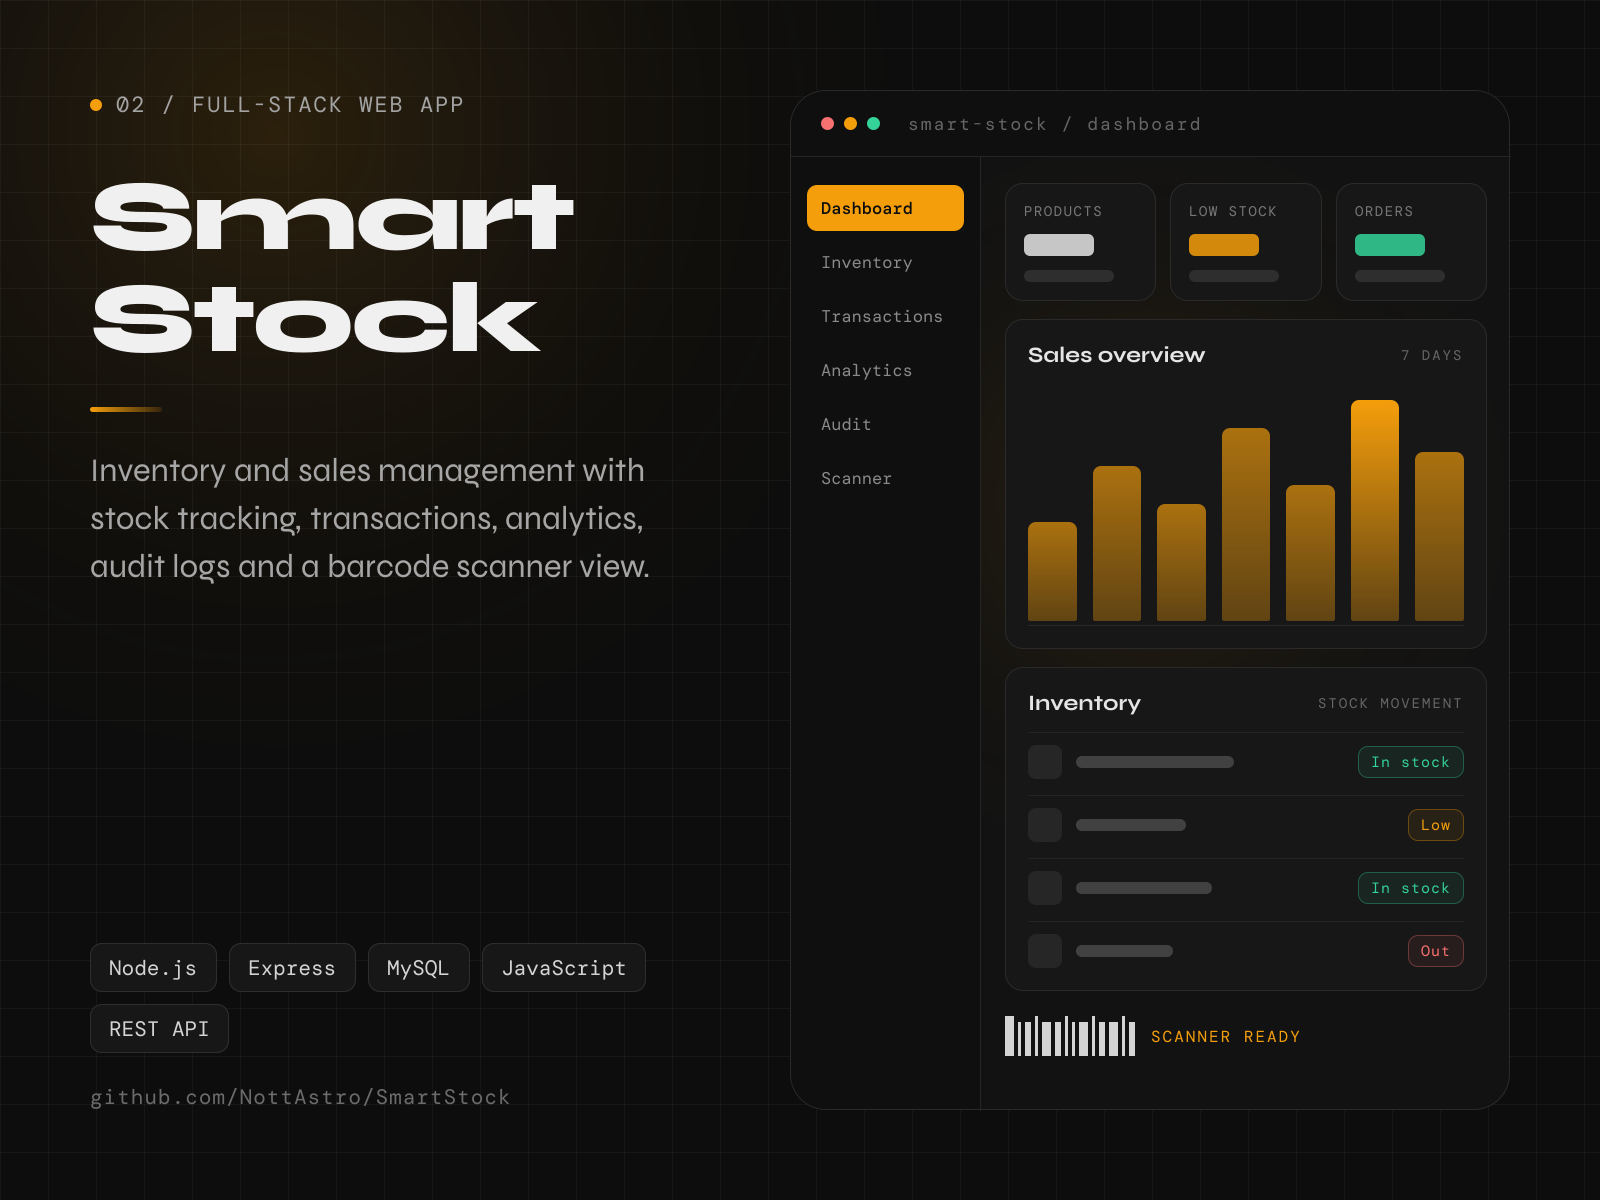 02 / FULL-STACK WEB APP
Smart
Stock
Inventory and sales management with
stock tracking, transactions, analytics,
audit logs and a barcode scanner view.
Node.js
Express
MySQL
JavaScript
REST API
github.com/NottAstro/SmartStock
smart-stock / dashboard
Dashboard
Inventory
Transactions
Analytics
Audit
Scanner
PRODUCTS
LOW STOCK
ORDERS
Sales overview
7 DAYS
Inventory
STOCK MOVEMENT
In stock
Low
In stock
Out
SCANNER READY